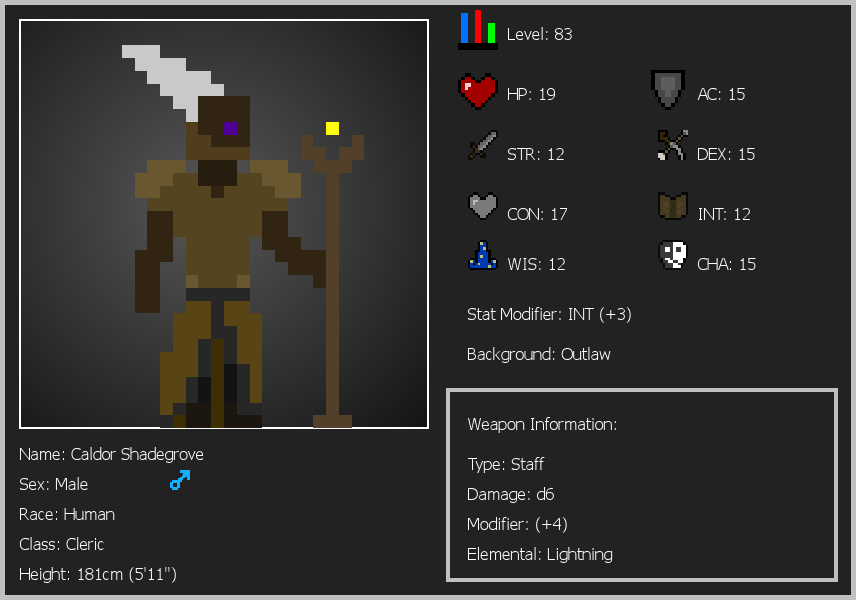 Level: 83
HP: 19
AC: 15
STR: 12
DEX: 15
CON: 17
INT: 12
WIS: 12
CHA: 15
Stat Modifier: INT (+3)
Background: Outlaw
Weapon Information:
Type: Staff
Damage: d6
Modifier: (+4)
Elemental: Lightning
Name: Caldor Shadegrove
Sex: Male
Race: Human
Class: Cleric
Height: 181cm (5'11")